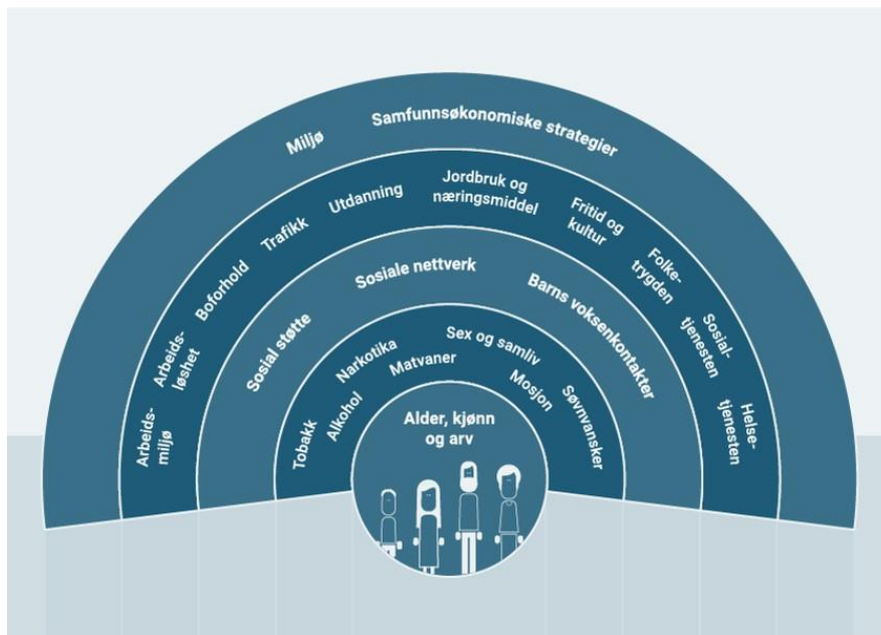 Miljø
Samfunnsøkonomiske strategier
Arbeids-
miljø
Arbeids-
løshet
Boforhold
Trafikk
Utdanning
Jordbruk og
næringsmiddel
Fritid og
kultur
Folke-
trygden
Sosial-
tjenesten
Helse-
tjenesten
Sosial støtte
Sosiale nettverk
Barns voksenkontakter
Tobakk
Alkohol
Narkotika
Matvaner
Sex og samliv
Mosjon
Søvnvansker
Alder, kjønn
og arv